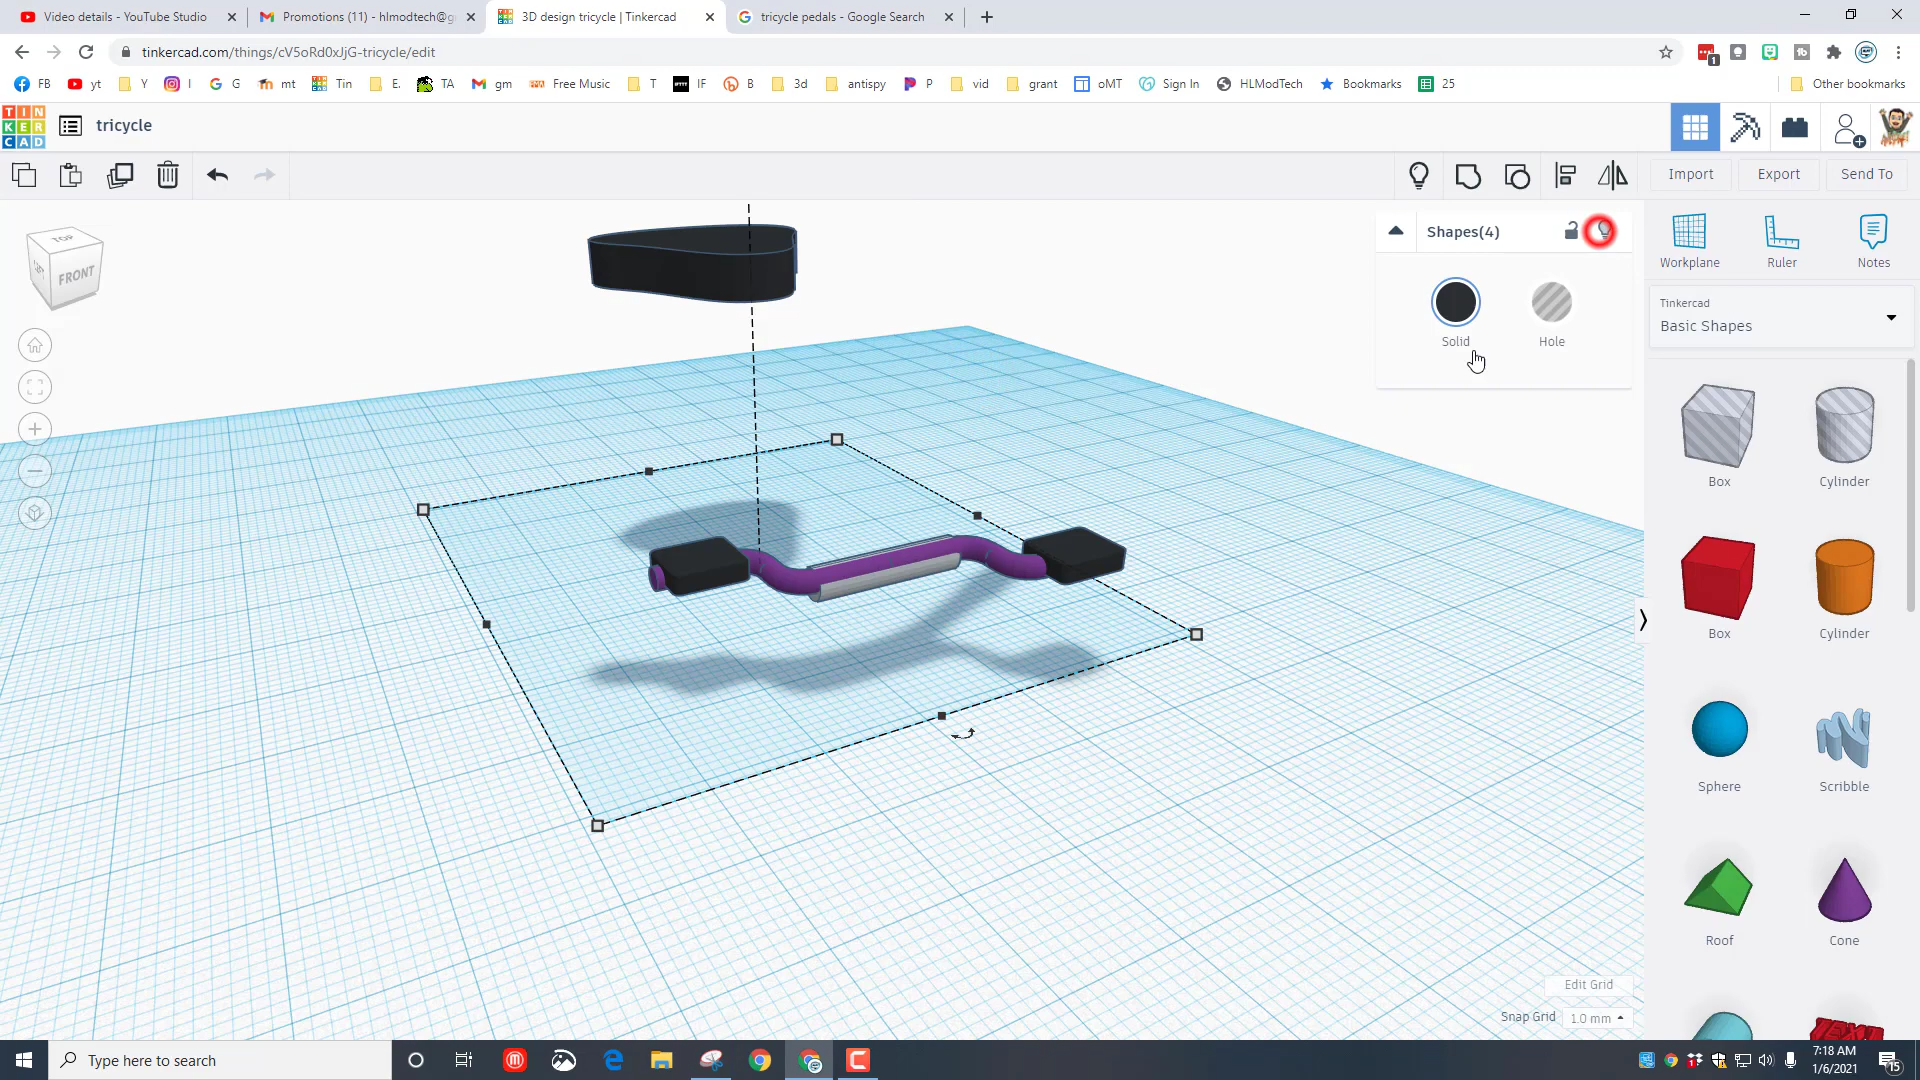 Video details - YouTube Studio
Promotions (11) - hlmodtech@g
3D design tricycle | Tinkercad
tricycle pedals - Google Search
tinkercad.com/things/cV5oRd0xJjG-tricycle/edit
FB yt Y I G mt Tin E. TA gm Free Music T IF B 3d antispy P vid grant oMT Sign In HLModTech Bookmarks 25 Other bookmarks
TIN
KER
CAD
tricycle
Import Export Send To
TOP
FRONT
Shapes(4)
Solid Hole
Workplane Ruler Notes
Tinkercad
Basic Shapes
Box Cylinder
Box Cylinder
Sphere Scribble
Roof Cone
TEXT
Edit Grid
Snap Grid 1.0 mm
Type here to search
7:18 AM
1/6/2021
15